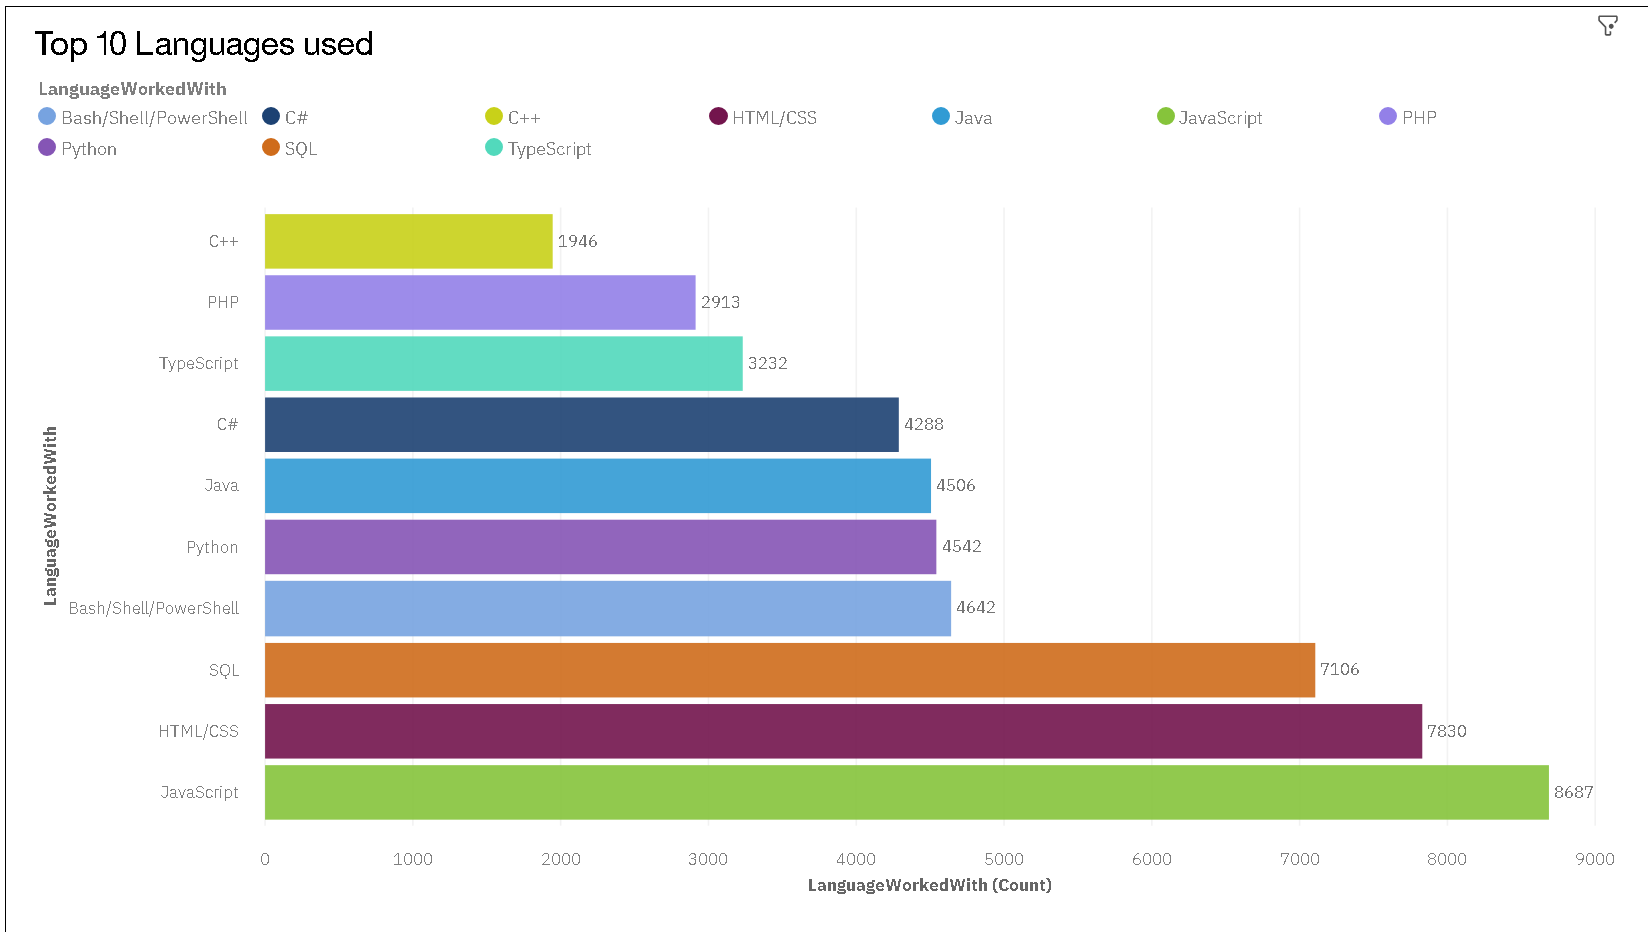 Top 10 Languages used
LanguageWorkedWith
Bash/Shell/PowerShell C# C++ HTML/CSS Java JavaScript PHP
Python SQL TypeScript
C++ 1946
PHP 2913
TypeScript 3232
C# 4288
Java 4506
Python 4542
Bash/Shell/PowerShell 4642
SQL 7106
HTML/CSS 7830
JavaScript 8687
LanguageWorkedWith
0 1000 2000 3000 4000 5000 6000 7000 8000 9000
LanguageWorkedWith (Count)